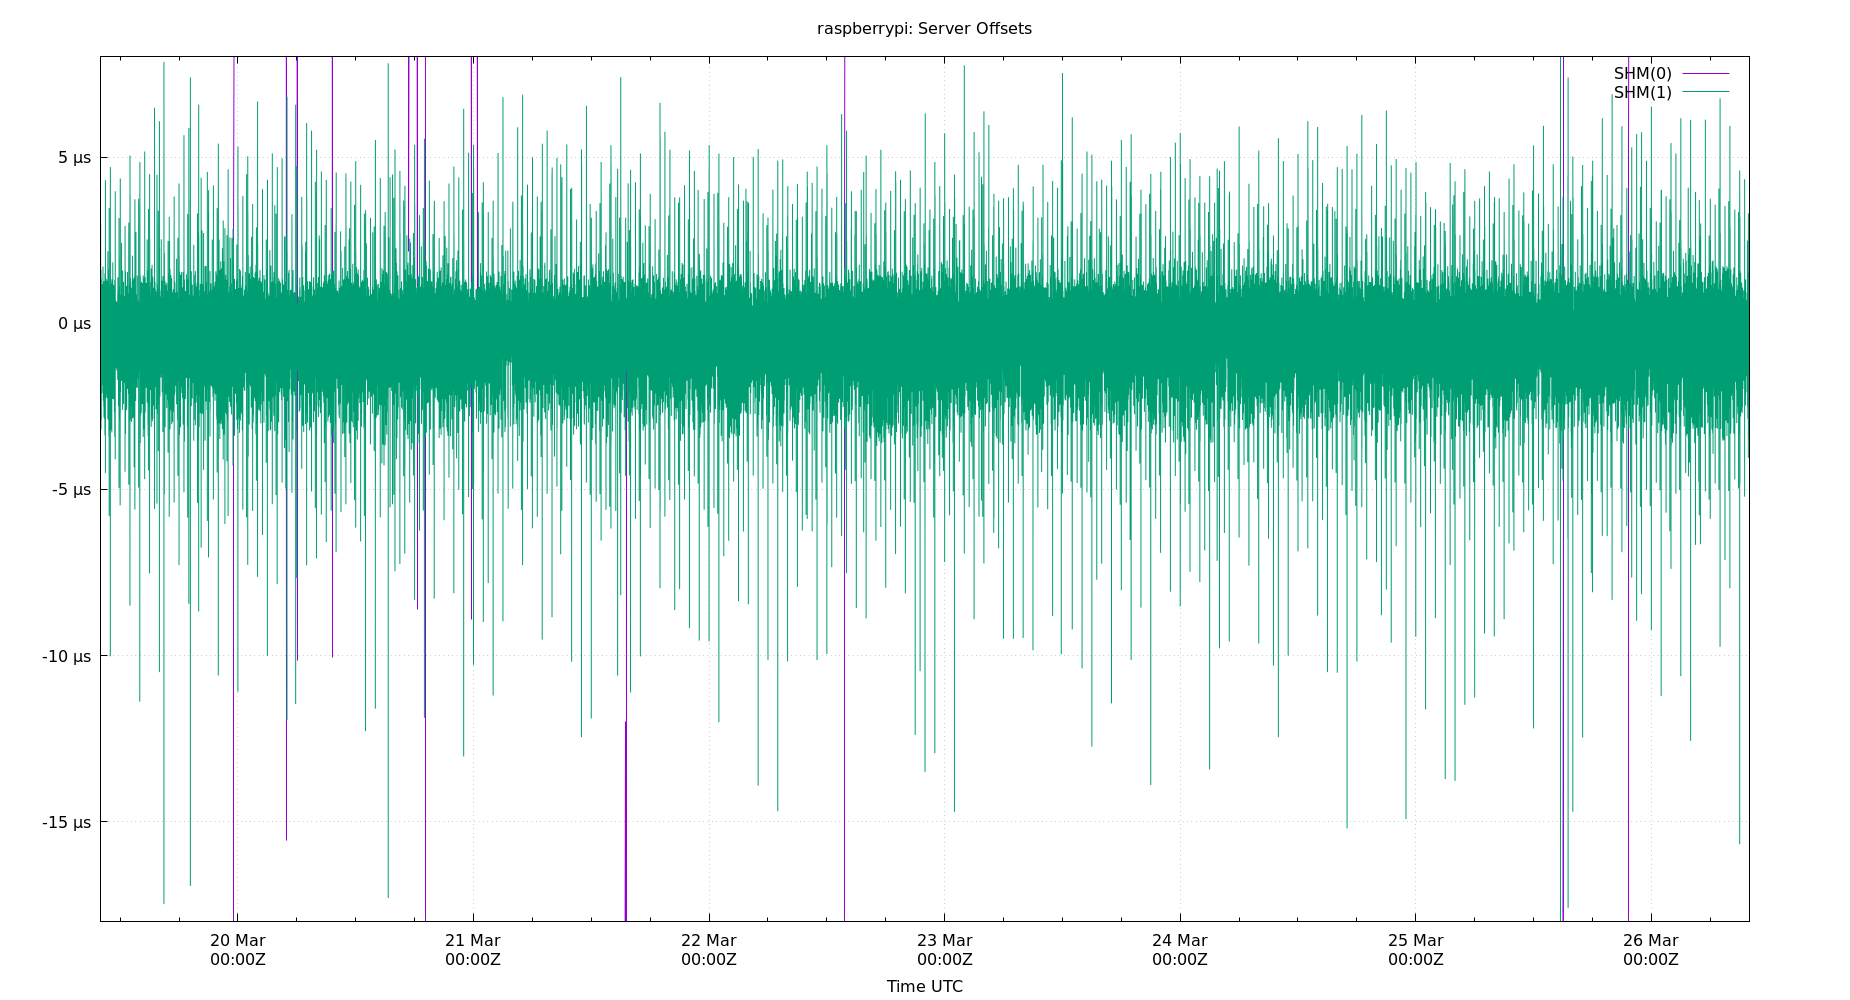 raspberrypi: Server Offsets
SHM(0)
SHM(1)
5 µs
0 µs
-5 µs
-10 µs
-15 µs
20 Mar
00:00Z
21 Mar
00:00Z
22 Mar
00:00Z
23 Mar
00:00Z
24 Mar
00:00Z
25 Mar
00:00Z
26 Mar
00:00Z
Time UTC